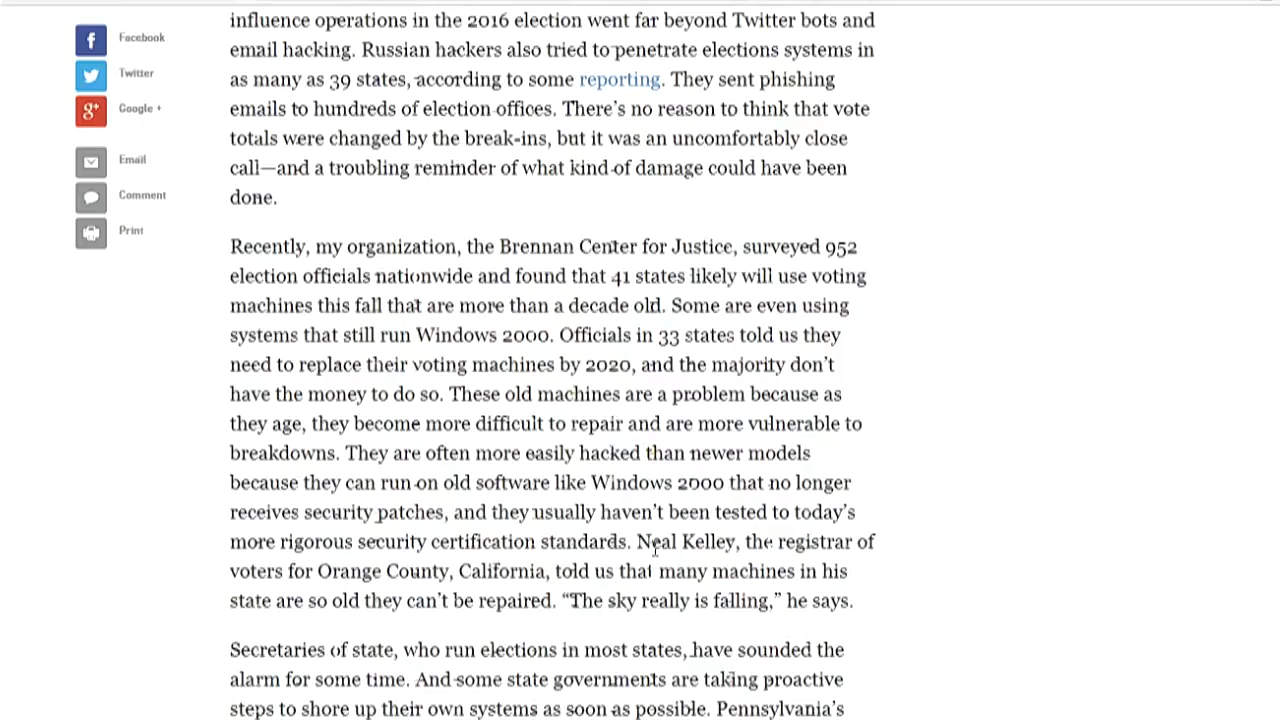 Facebook
Twitter
Google +
Email
Comment
Print
influence operations in the 2016 election went far beyond Twitter bots and
email hacking. Russian hackers also tried to penetrate elections systems in
as many as 39 states, according to some reporting. They sent phishing
emails to hundreds of election offices. There’s no reason to think that vote
totals were changed by the break-ins, but it was an uncomfortably close
call—and a troubling reminder of what kind of damage could have been
done.
Recently, my organization, the Brennan Center for Justice, surveyed 952
election officials nationwide and found that 41 states likely will use voting
machines this fall that are more than a decade old. Some are even using
systems that still run Windows 2000. Officials in 33 states told us they
need to replace their voting machines by 2020, and the majority don’t
have the money to do so. These old machines are a problem because as
they age, they become more difficult to repair and are more vulnerable to
breakdowns. They are often more easily hacked than newer models
because they can run on old software like Windows 2000 that no longer
receives security patches, and they usually haven’t been tested to today’s
more rigorous security certification standards. Neal Kelley, the registrar of
voters for Orange County, California, told us that many machines in his
state are so old they can’t be repaired. “The sky really is falling,” he says.
Secretaries of state, who run elections in most states, have sounded the
alarm for some time. And some state governments are taking proactive
steps to shore up their own systems as soon as possible. Pennsylvania’s